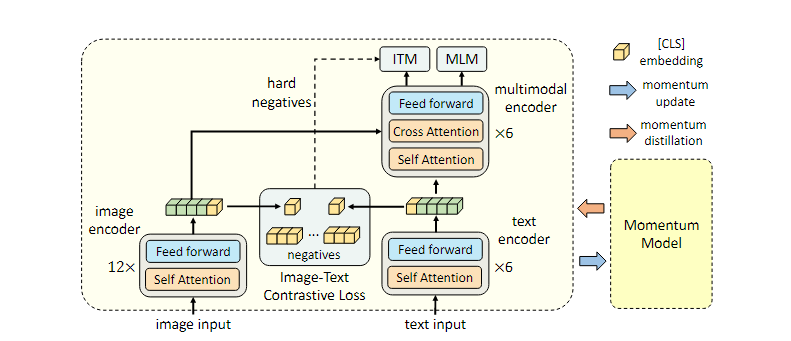 ITM
MLM
hard
negatives
Feed forward
Cross Attention
Self Attention
multimodal
encoder
×6
[CLS]
embedding
momentum
update
momentum
distillation
image
encoder
12×
Feed forward
Self Attention
image input
negatives
...
Image-Text
Contrastive Loss
text
encoder
Feed forward
Self Attention
×6
text input
Momentum
Model